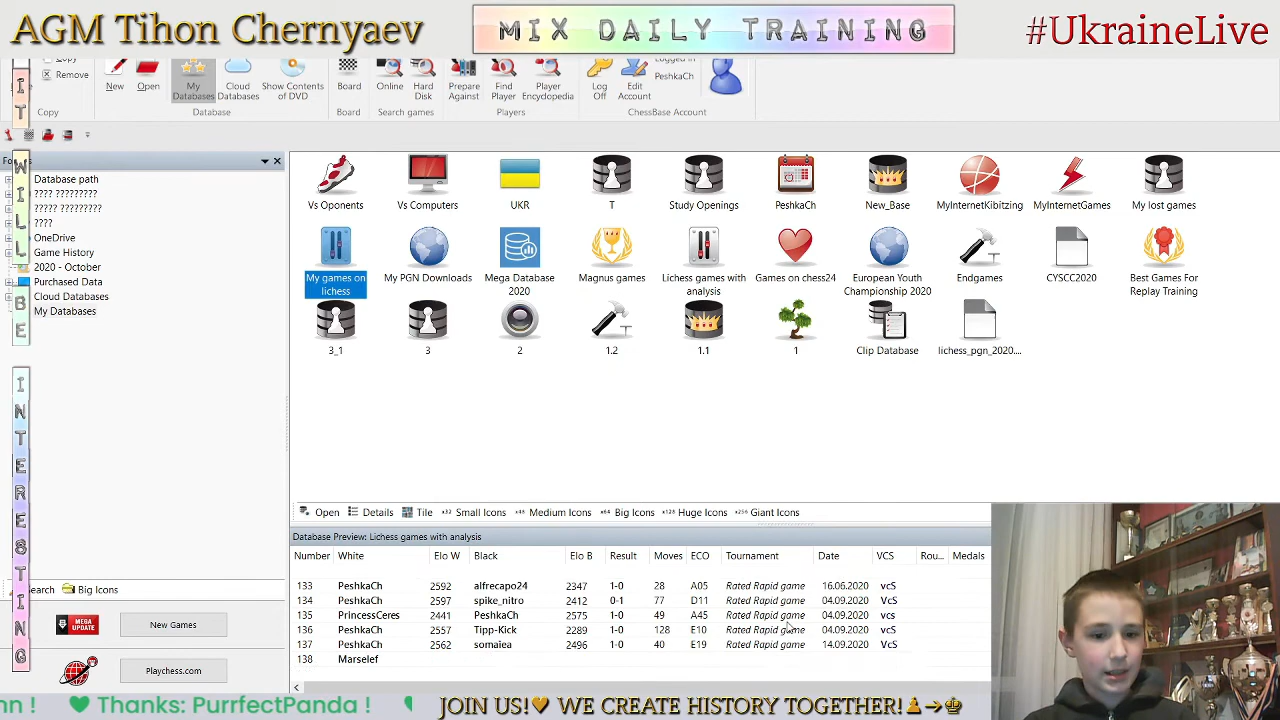 AGM Tihon Chernyaev
MIX DAILY TRAINING
#UkraineLive
IT WILL BE INTERESTING
Copy
Remove
Copy
New
Open
My Databases
Cloud Databases
Show Contents of DVD
Database
Board
Board
Online
Hard Disk
Search games
Prepare Against
Find Player
Player Encyclopedia
Players
Log Off
Edit Account
Logged in
PeshkaCh
ChessBase Account
Database path
???? ?????????
????? ?????????
????
OneDrive
Game History
2020 - October
Purchased Data
Cloud Databases
My Databases
Vs Oponents
Vs Computers
UKR
T
Study Openings
PeshkaCh
New_Base
MyInternetKibitzing
MyInternetGames
My lost games
My games on lichess
My PGN Downloads
Mega Database 2020
Magnus games
Lichess games with analysis
Games on chess24
European Youth Championship 2020
Endgames
CYSCC2020
Best Games For Replay Training
3_1
3
2
1.2
1.1
1
Clip Database
lichess_pgn_2020....
Open Details Tile Small Icons Medium Icons Big Icons Huge Icons Giant Icons
Database Preview: Lichess games with analysis
Number White Elo W Black Elo B Result Moves ECO Tournament Date VCS Rou... Medals
133 PeshkaCh 2592 alfrecapo24 2347 1-0 28 A05 Rated Rapid game 16.06.2020 vcS
134 PeshkaCh 2597 spike_nitro 2412 0-1 77 D11 Rated Rapid game 04.09.2020 VcS
135 PrincessCeres 2441 PeshkaCh 2575 1-0 49 A45 Rated Rapid game 04.09.2020 vcs
136 PeshkaCh 2557 Tipp-Kick 2289 1-0 128 E10 Rated Rapid game 04.09.2020 vcS
137 PeshkaCh 2562 somaiea 2496 1-0 40 E19 Rated Rapid game 14.09.2020 VcS
138 Marselef
Search Big Icons
MEGA UPDATE
New Games
Playchess.com
! Thanks: PurrfectPanda !
JOIN US! WE CREATE HISTORY TOGETHER!